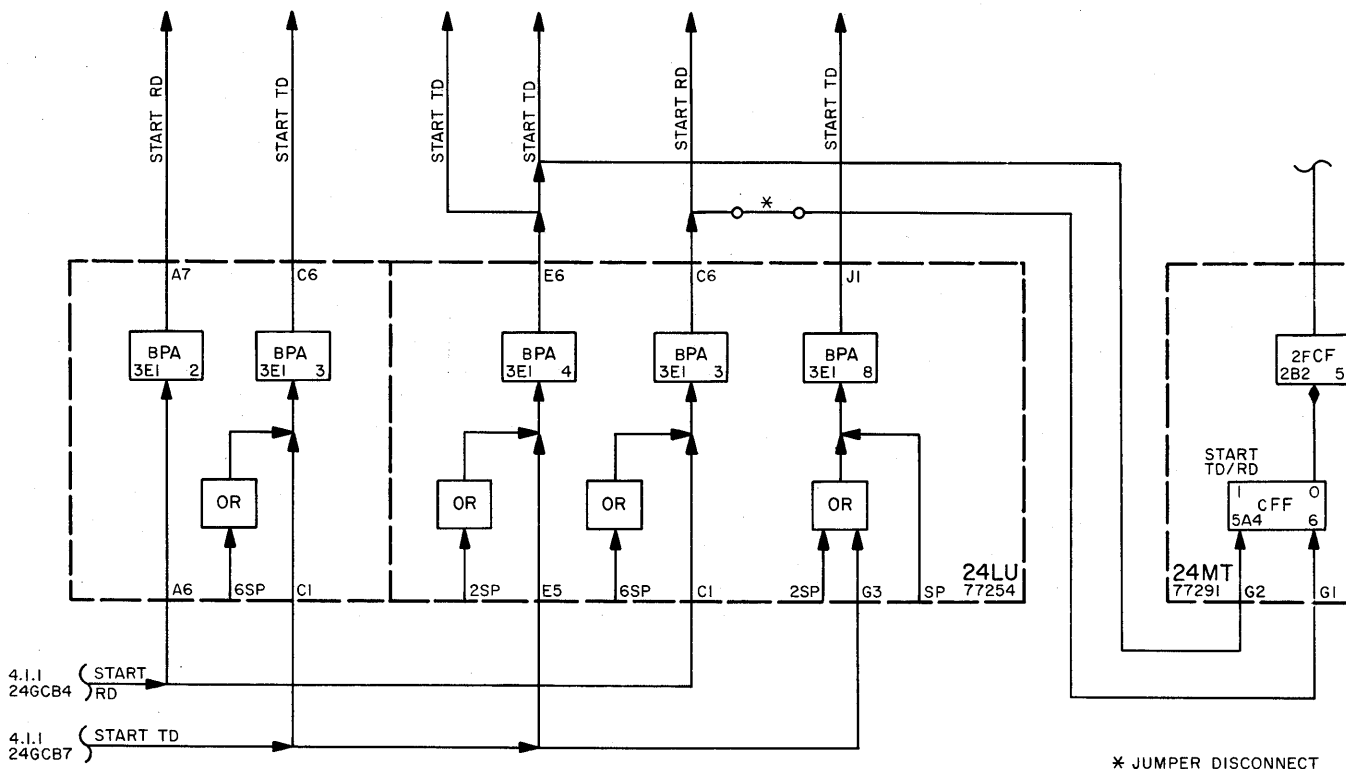 START RD
START TD
START TD
START TD
START RD
START TD
*
A7
C6
E6
C6
J1
BPA
3E1 2
BPA
3E1 3
BPA
3E1 4
BPA
3E1 3
BPA
3E1 8
2FCF
2B2 5
START
TD/RD
1 0
CFF
5A4 6
OR
OR
OR
OR
24LU
77254
24MT
77291
A6
6SP
C1
2SP
E5
6SP
C1
2SP
G3
SP
G2
G1
4.1.1
24GCB4
START
RD
4.1.1
24GCB7
START TD
* JUMPER DISCONNECT